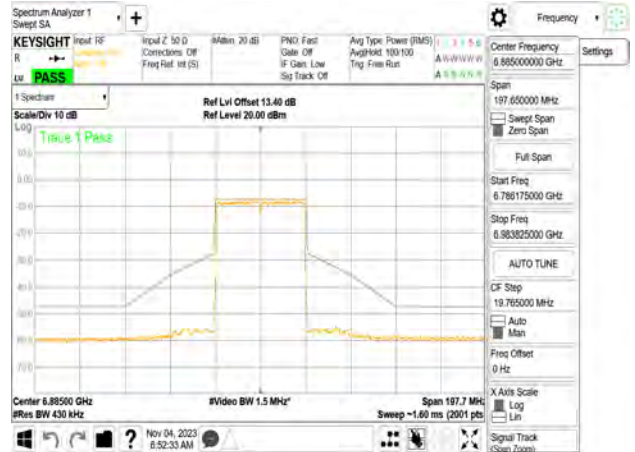 Spectrum Analyzer 1
Swept SA
Frequency
KEYSIGHT
Input: RF
Input Z: 50 Ω
#Atten: 20 dB
PNO: Fast
Avg Type: Power (RMS)
R
Corrections: Off
Gate: Off
Avg|Hold: 100/100
Freq Ref: Int (S)
IF Gain: Low
Trig: Free Run
Sig Track: Off
PASS
Center Frequency
6.885000000 GHz
Settings
Span
197.650000 MHz
Swept Span
Zero Span
Full Span
Start Freq
6.786175000 GHz
Stop Freq
6.983825000 GHz
AUTO TUNE
CF Step
19.765000 MHz
Auto
Man
Freq Offset
0 Hz
X Axis Scale
Log
Lin
Signal Track
(Span Zoom)
1 Spectrum
Scale/Div 10 dB
Ref Lvl Offset 13.40 dB
Ref Level 20.00 dBm
Log
Trace 1 Pass
Center 6.88500 GHz
#Video BW 1.5 MHz*
Span 197.7 MHz
#Res BW 430 kHz
Sweep ~1.60 ms (2001 pts
?
Nov 04, 2023
6:52:33 AM